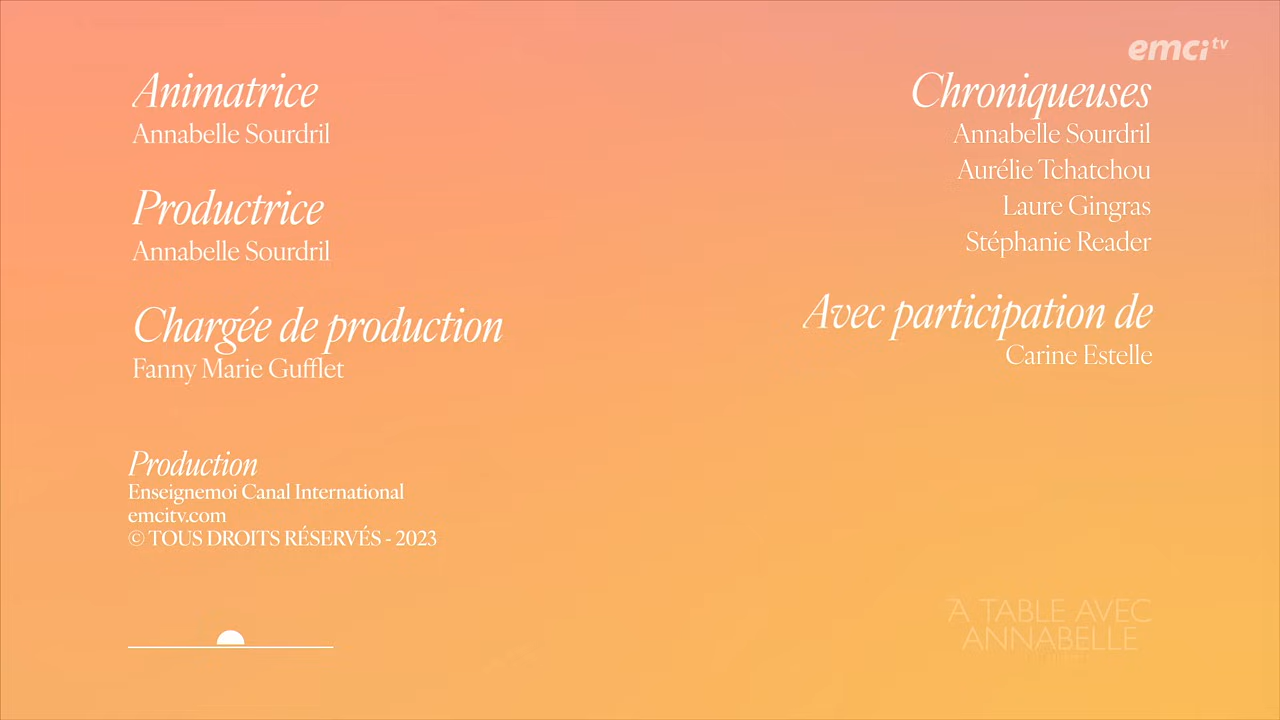 emci tv
Animatrice
Annabelle Sourdril
Productrice
Annabelle Sourdril
Chargée de production
Fanny Marie Gufflet
Production
Enseignemoi Canal International
emcitv.com
© TOUS DROITS RÉSERVÉS - 2023
Chroniqueuses
Annabelle Sourdril
Aurélie Tchatchou
Laure Gingras
Stéphanie Reader
Avec participation de
Carine Estelle
À TABLE AVEC
ANNABELLE